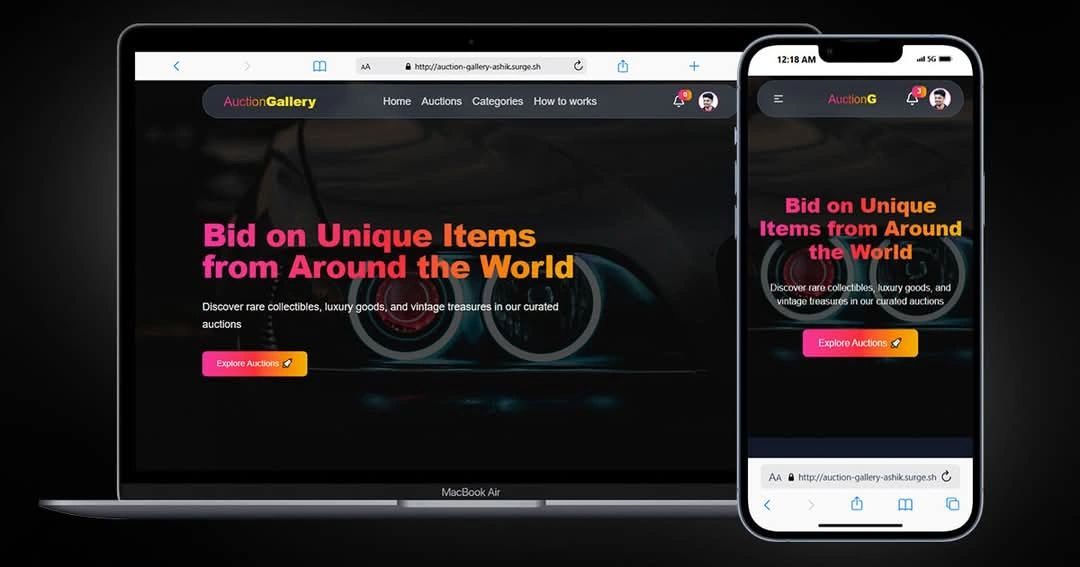 AA http://auction-gallery-ashik.surge.sh
AuctionGallery
Home Auctions Categories How to works
0
Bid on Unique Items
from Around the World
Discover rare collectibles, luxury goods, and vintage treasures in our curated
auctions
Explore Auctions 🚀
MacBook Air
12:18 AM 5G
AuctionG
3
Bid on Unique
Items from Around
the World
Discover rare collectibles, luxury goods, and
vintage treasures in our curated auctions
Explore Auctions 🚀
AA http://auction-gallery-ashik.surge.sh